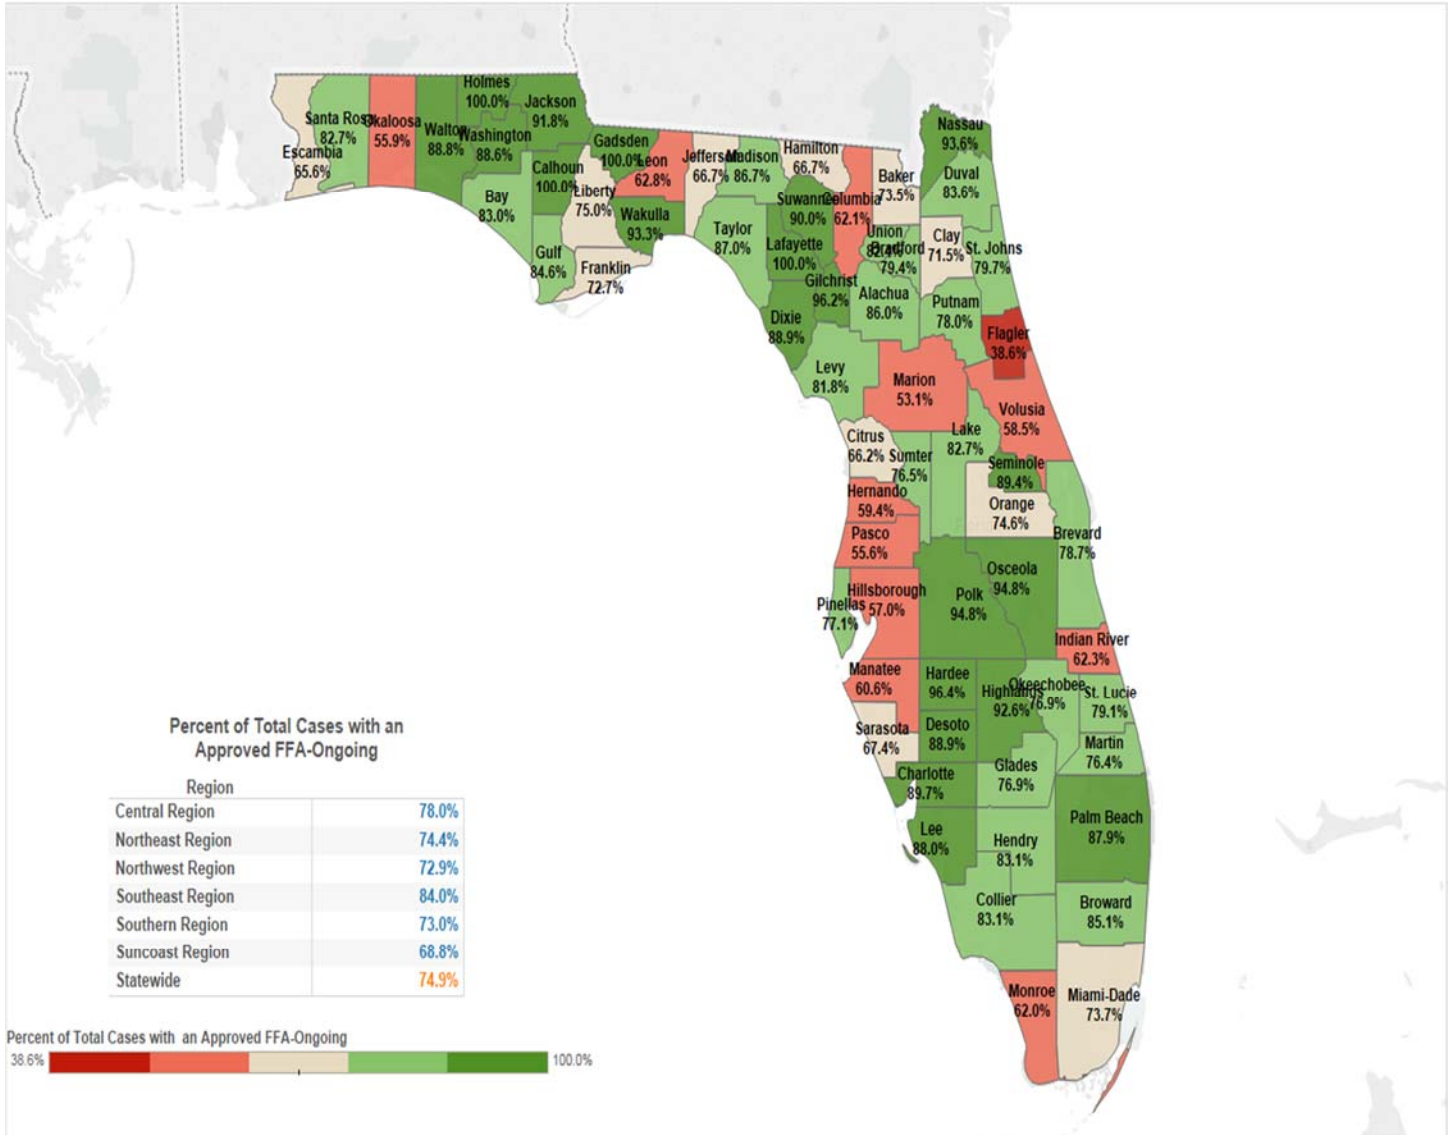 Holmes
100.0%
Jackson
91.8%
Santa Rosa
82.7%
Okaloosa
55.9%
Walton
88.8%
Washington
88.6%
Escambia
65.6%
Calhoun
100.0%
Bay
83.0%
Gulf
84.6%
Gadsden
100.0%
Leon
62.8%
Liberty
75.0%
Wakulla
93.3%
Franklin
72.7%
Jefferson
66.7%
Madison
86.7%
Hamilton
66.7%
Taylor
87.0%
Suwannee
90.0%
Columbia
62.1%
Lafayette
100.0%
Baker
73.5%
Nassau
93.6%
Duval
83.6%
Union
Bradford
79.4%
Clay
71.5%
St. Johns
79.7%
Gilchrist
96.2%
Alachua
86.0%
Putnam
78.0%
Dixie
88.9%
Flagler
38.6%
Levy
81.8%
Marion
53.1%
Volusia
58.5%
Citrus
66.2%
Sumter
76.5%
Lake
82.7%
Seminole
89.4%
Hernando
59.4%
Orange
74.6%
Pasco
55.6%
Brevard
78.7%
Osceola
94.8%
Polk
94.8%
Hillsborough
57.0%
Pinellas
77.1%
Indian River
62.3%
Manatee
60.6%
Hardee
96.4%
Highlands
92.6%
Okeechobee
76.9%
St. Lucie
79.1%
Sarasota
67.4%
Desoto
88.9%
Martin
76.4%
Charlotte
89.7%
Glades
76.9%
Palm Beach
87.9%
Lee
88.0%
Hendry
83.1%
Collier
83.1%
Broward
85.1%
Monroe
62.0%
Miami-Dade
73.7%
Percent of Total Cases with an
Approved FFA-Ongoing
Region
Central Region 78.0%
Northeast Region 74.4%
Northwest Region 72.9%
Southeast Region 84.0%
Southern Region 73.0%
Suncoast Region 68.8%
Statewide 74.9%
Percent of Total Cases with an Approved FFA-Ongoing
38.6% 100.0%